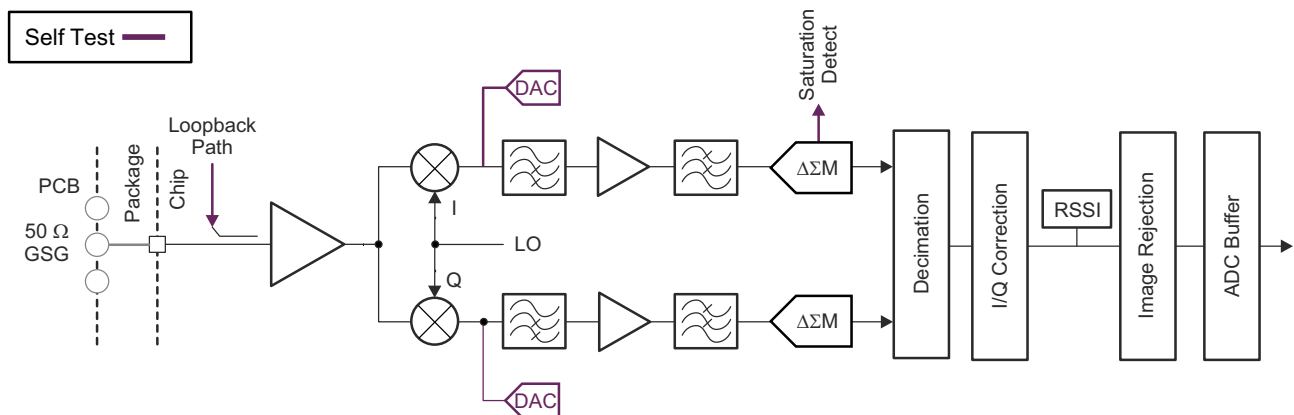 Self Test
DAC
Saturation
Detect
Loopback
Path
PCB
Package
Chip
50 Ω
GSG
I
LO
Q
ΔΣM
ΔΣM
DAC
Decimation
I/Q Correction
RSSI
Image Rejection
ADC Buffer